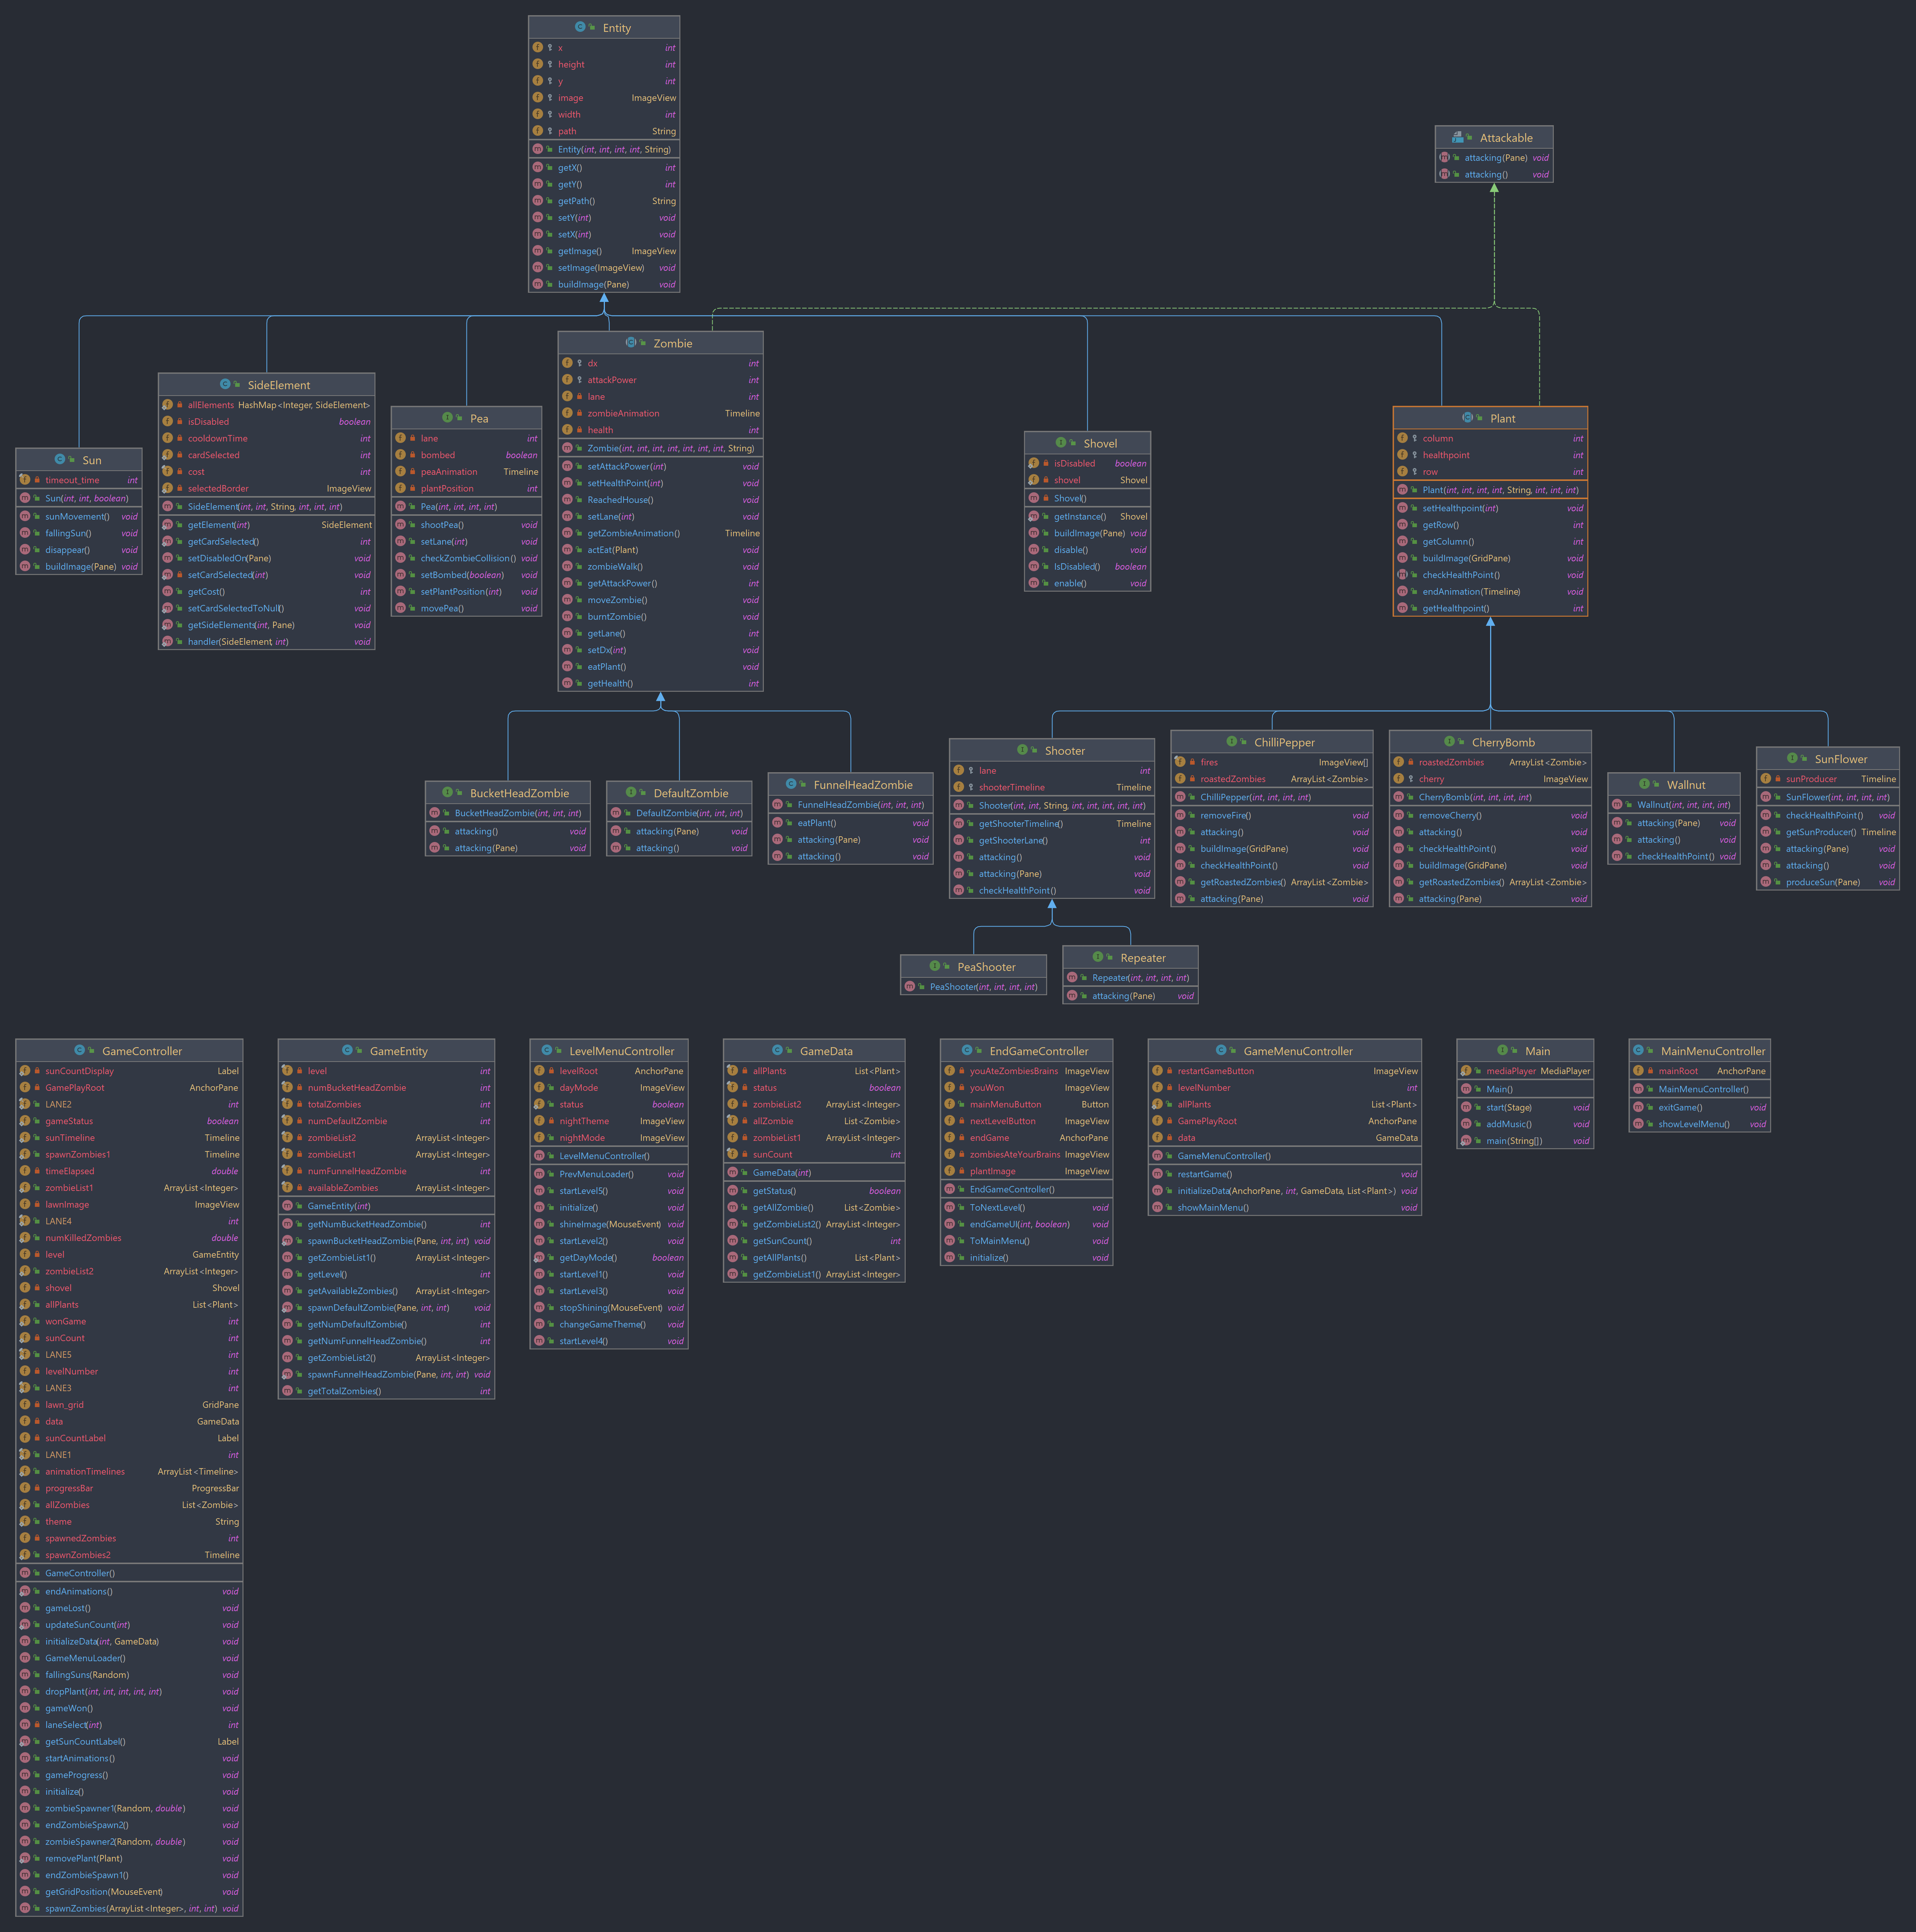 Entity
x int
height int
y int
image ImageView
width int
path String
Entity(int, int, int, int, String)
getX() int
getY() int
getPath() String
setY(int) void
setX(int) void
getImage() ImageView
setImage(ImageView) void
buildImage(Pane) void
Attackable
attacking(Pane) void
attacking() void
Sun
timeout_time int
Sun(int, int, boolean)
sunMovement() void
fallingSun() void
disappear() void
buildImage(Pane) void
SideElement
allElements HashMap<Integer, SideElement>
isDisabled boolean
cooldownTime int
cardSelected int
cost int
selectedBorder ImageView
SideElement(int, int, String, int, int, int)
getElement(int) SideElement
getCardSelected() int
setDisabledOn(Pane) void
setCardSelected(int) void
getCost() int
setCardSelectedToNull() void
getSideElements(int, Pane) void
handler(SideElement, int) void
Pea
lane int
bombed boolean
peaAnimation Timeline
plantPosition int
Pea(int, int, int, int)
shootPea() void
setLane(int) void
checkZombieCollision() void
setBombed(boolean) void
setPlantPosition(int) void
movePea() void
Zombie
dx int
attackPower int
lane int
zombieAnimation Timeline
health int
Zombie(int, int, int, int, int, int, int, int, String)
setAttackPower(int) void
setHealthPoint(int) void
ReachedHouse() void
setLane(int) void
getZombieAnimation() Timeline
actEat(Plant) void
zombieWalk() void
getAttackPower() int
moveZombie() void
burntZombie() void
getLane() int
setDx(int) void
eatPlant() void
getHealth() int
Shovel
isDisabled boolean
shovel Shovel
Shovel()
getInstance() Shovel
buildImage(Pane) void
disable() void
IsDisabled() boolean
enable() void
Plant
column int
healthpoint int
row int
Plant(int, int, int, int, String, int, int, int)
setHealthpoint(int) void
getRow() int
getColumn() int
buildImage(GridPane) void
checkHealthPoint() void
endAnimation(Timeline) void
getHealthpoint() int
BucketHeadZombie
BucketHeadZombie(int, int, int)
attacking() void
attacking(Pane) void
DefaultZombie
DefaultZombie(int, int, int)
attacking(Pane) void
attacking() void
FunnelHeadZombie
FunnelHeadZombie(int, int, int)
eatPlant() void
attacking(Pane) void
attacking() void
Shooter
lane int
shooterTimeline Timeline
Shooter(int, int, String, int, int, int, int, int, int)
getShooterTimeline() Timeline
getShooterLane() int
attacking() void
attacking(Pane) void
checkHealthPoint() void
ChilliPepper
fires ImageView[]
roastedZombies ArrayList<Zombie>
ChilliPepper(int, int, int, int)
removeFire() void
attacking() void
buildImage(GridPane) void
checkHealthPoint() void
getRoastedZombies() ArrayList<Zombie>
attacking(Pane) void
CherryBomb
roastedZombies ArrayList<Zombie>
cherry ImageView
CherryBomb(int, int, int, int)
removeCherry() void
attacking() void
checkHealthPoint() void
buildImage(GridPane) void
getRoastedZombies() ArrayList<Zombie>
attacking(Pane) void
Wallnut
Wallnut(int, int, int, int)
attacking(Pane) void
attacking() void
checkHealthPoint() void
SunFlower
sunProducer Timeline
SunFlower(int, int, int, int)
checkHealthPoint() void
getSunProducer() Timeline
attacking(Pane) void
attacking() void
produceSun(Pane) void
PeaShooter
PeaShooter(int, int, int, int)
Repeater
Repeater(int, int, int, int)
attacking(Pane) void
GameController
sunCountDisplay Label
GamePlayRoot AnchorPane
LANE2 int
gameStatus boolean
sunTimeline Timeline
spawnZombies1 Timeline
timeElapsed double
zombieList1 ArrayList<Integer>
lawnImage ImageView
LANE4 int
numKilledZombies double
level GameEntity
zombieList2 ArrayList<Integer>
shovel Shovel
allPlants List<Plant>
wonGame int
sunCount int
LANE5 int
levelNumber int
LANE3 int
lawn_grid GridPane
data GameData
sunCountLabel Label
LANE1 int
animationTimelines ArrayList<Timeline>
progressBar ProgressBar
allZombies List<Zombie>
theme String
spawnedZombies int
spawnZombies2 Timeline
GameController()
endAnimations() void
gameLost() void
updateSunCount(int) void
initializeData(int, GameData) void
GameMenuLoader() void
fallingSuns(Random) void
dropPlant(int, int, int, int, int) void
gameWon() void
laneSelect(int) int
getSunCountLabel() Label
startAnimations() void
gameProgress() void
initialize() void
zombieSpawner1(Random, double) void
endZombieSpawn2() void
zombieSpawner2(Random, double) void
removePlant(Plant) void
endZombieSpawn1() void
getGridPosition(MouseEvent) void
spawnZombies(ArrayList<Integer>, int, int) void
GameEntity
level int
numBucketHeadZombie int
totalZombies int
numDefaultZombie int
zombieList2 ArrayList<Integer>
zombieList1 ArrayList<Integer>
numFunnelHeadZombie int
availableZombies ArrayList<Integer>
GameEntity(int)
getNumBucketHeadZombie() int
spawnBucketHeadZombie(Pane, int, int) void
getZombieList1() ArrayList<Integer>
getLevel() int
getAvailableZombies() ArrayList<Integer>
spawnDefaultZombie(Pane, int, int) void
getNumDefaultZombie() int
getNumFunnelHeadZombie() int
getZombieList2() ArrayList<Integer>
spawnFunnelHeadZombie(Pane, int, int) void
getTotalZombies() int
LevelMenuController
levelRoot AnchorPane
dayMode ImageView
status boolean
nightTheme ImageView
nightMode ImageView
LevelMenuController()
PrevMenuLoader() void
startLevel5() void
initialize() void
shineImage(MouseEvent) void
startLevel2() void
getDayMode() boolean
startLevel1() void
startLevel3() void
stopShining(MouseEvent) void
changeGameTheme() void
startLevel4() void
GameData
allPlants List<Plant>
status boolean
zombieList2 ArrayList<Integer>
allZombie List<Zombie>
zombieList1 ArrayList<Integer>
sunCount int
GameData(int)
getStatus() boolean
getAllZombie() List<Zombie>
getZombieList2() ArrayList<Integer>
getSunCount() int
getAllPlants() List<Plant>
getZombieList1() ArrayList<Integer>
EndGameController
youAteZombiesBrains ImageView
youWon ImageView
mainMenuButton Button
nextLevelButton ImageView
endGame AnchorPane
zombiesAteYourBrains ImageView
plantImage ImageView
EndGameController()
ToNextLevel() void
endGameUI(int, boolean) void
ToMainMenu() void
initialize() void
GameMenuController
restartGameButton ImageView
levelNumber int
allPlants List<Plant>
GamePlayRoot AnchorPane
data GameData
GameMenuController()
restartGame() void
initializeData(AnchorPane, int, GameData, List<Plant>) void
showMainMenu() void
Main
mediaPlayer MediaPlayer
Main()
start(Stage) void
addMusic() void
main(String[]) void
MainMenuController
mainRoot AnchorPane
MainMenuController()
exitGame() void
showLevelMenu() void